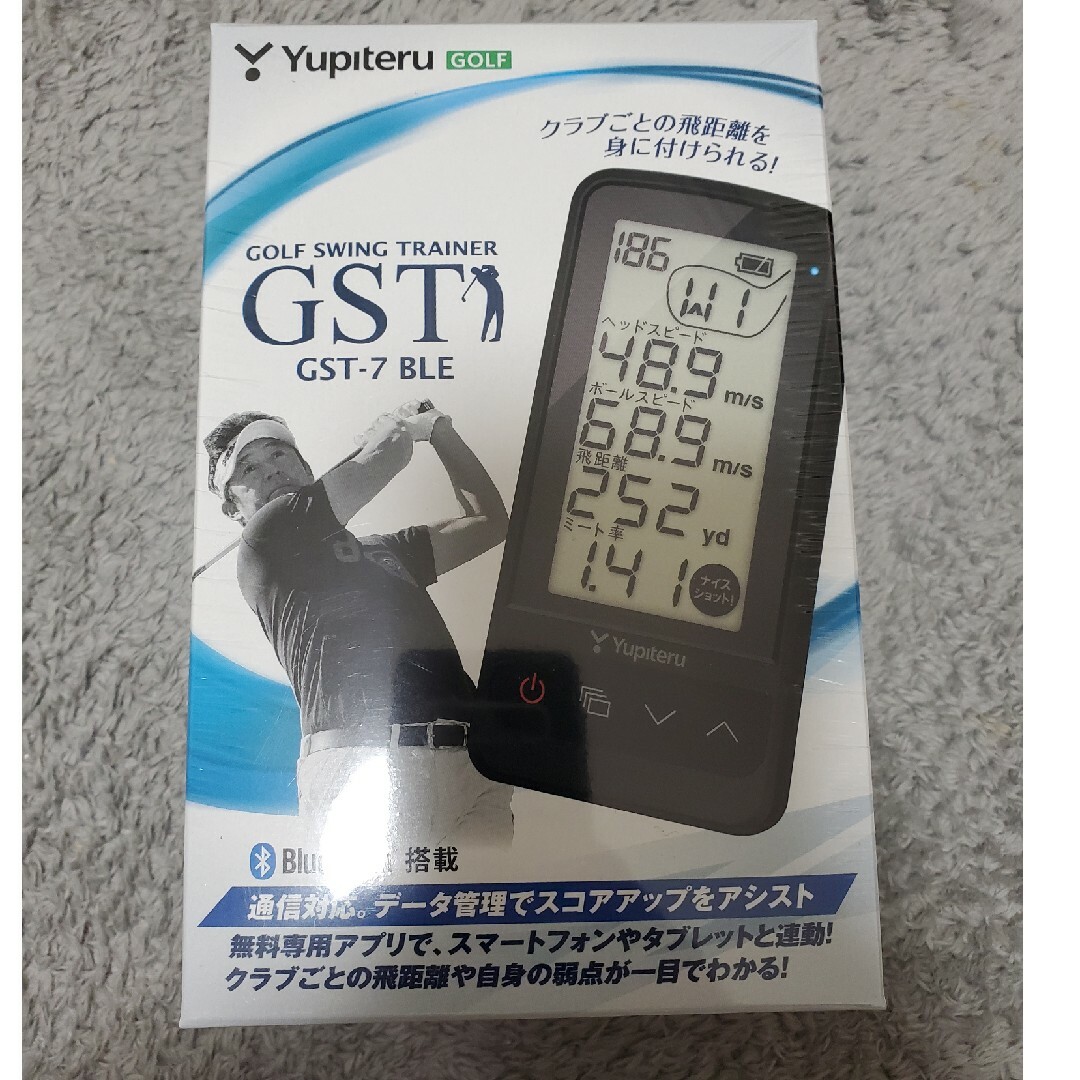 Yupiteru GOLF
クラブごとの飛距離を
身に付けられる!
GOLF SWING TRAINER
GST
GST-7 BLE
186
W1
ヘッドスピード
48.9 m/s
ボールスピード
68.9 m/s
飛距離
252 yd
ミート率
1.41 ナイス
ショット!
Yupiteru
搭載
通信対応。データ管理でスコアアップをアシスト
無料専用アプリで、スマートフォンやタブレットと連動!
クラブごとの飛距離や自身の弱点が一目でわかる!